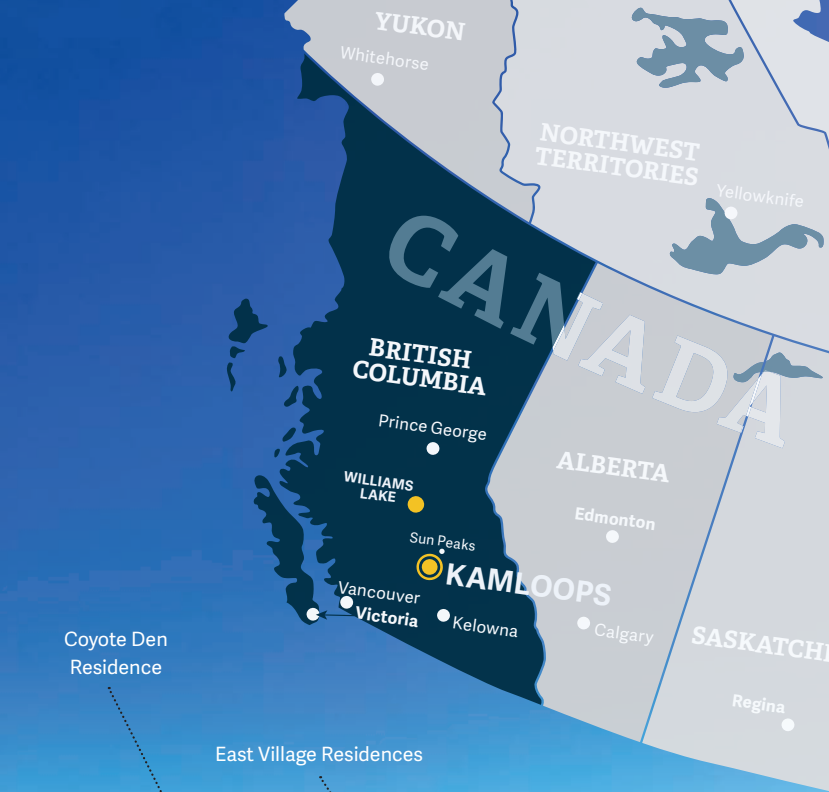 YUKON
Whitehorse
NORTHWEST
TERRITORIES
Yellowknife
CANADA
BRITISH
COLUMBIA
Prince George
ALBERTA
WILLIAMS
LAKE
Edmonton
Sun Peaks
KAMLOOPS
Vancouver
Victoria
Kelowna
Calgary
SASKATCH
Regina
Coyote Den
Residence
East Village Residences